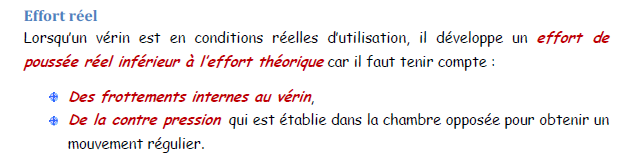 Effort réel
Lorsqu'un vérin est en conditions réelles d'utilisation, il développe un effort de
poussée réel inférieur à l'effort théorique car il faut tenir compte :
Des frottements internes au vérin,
De la contre pression qui est établie dans la chambre opposée pour obtenir un
mouvement régulier.